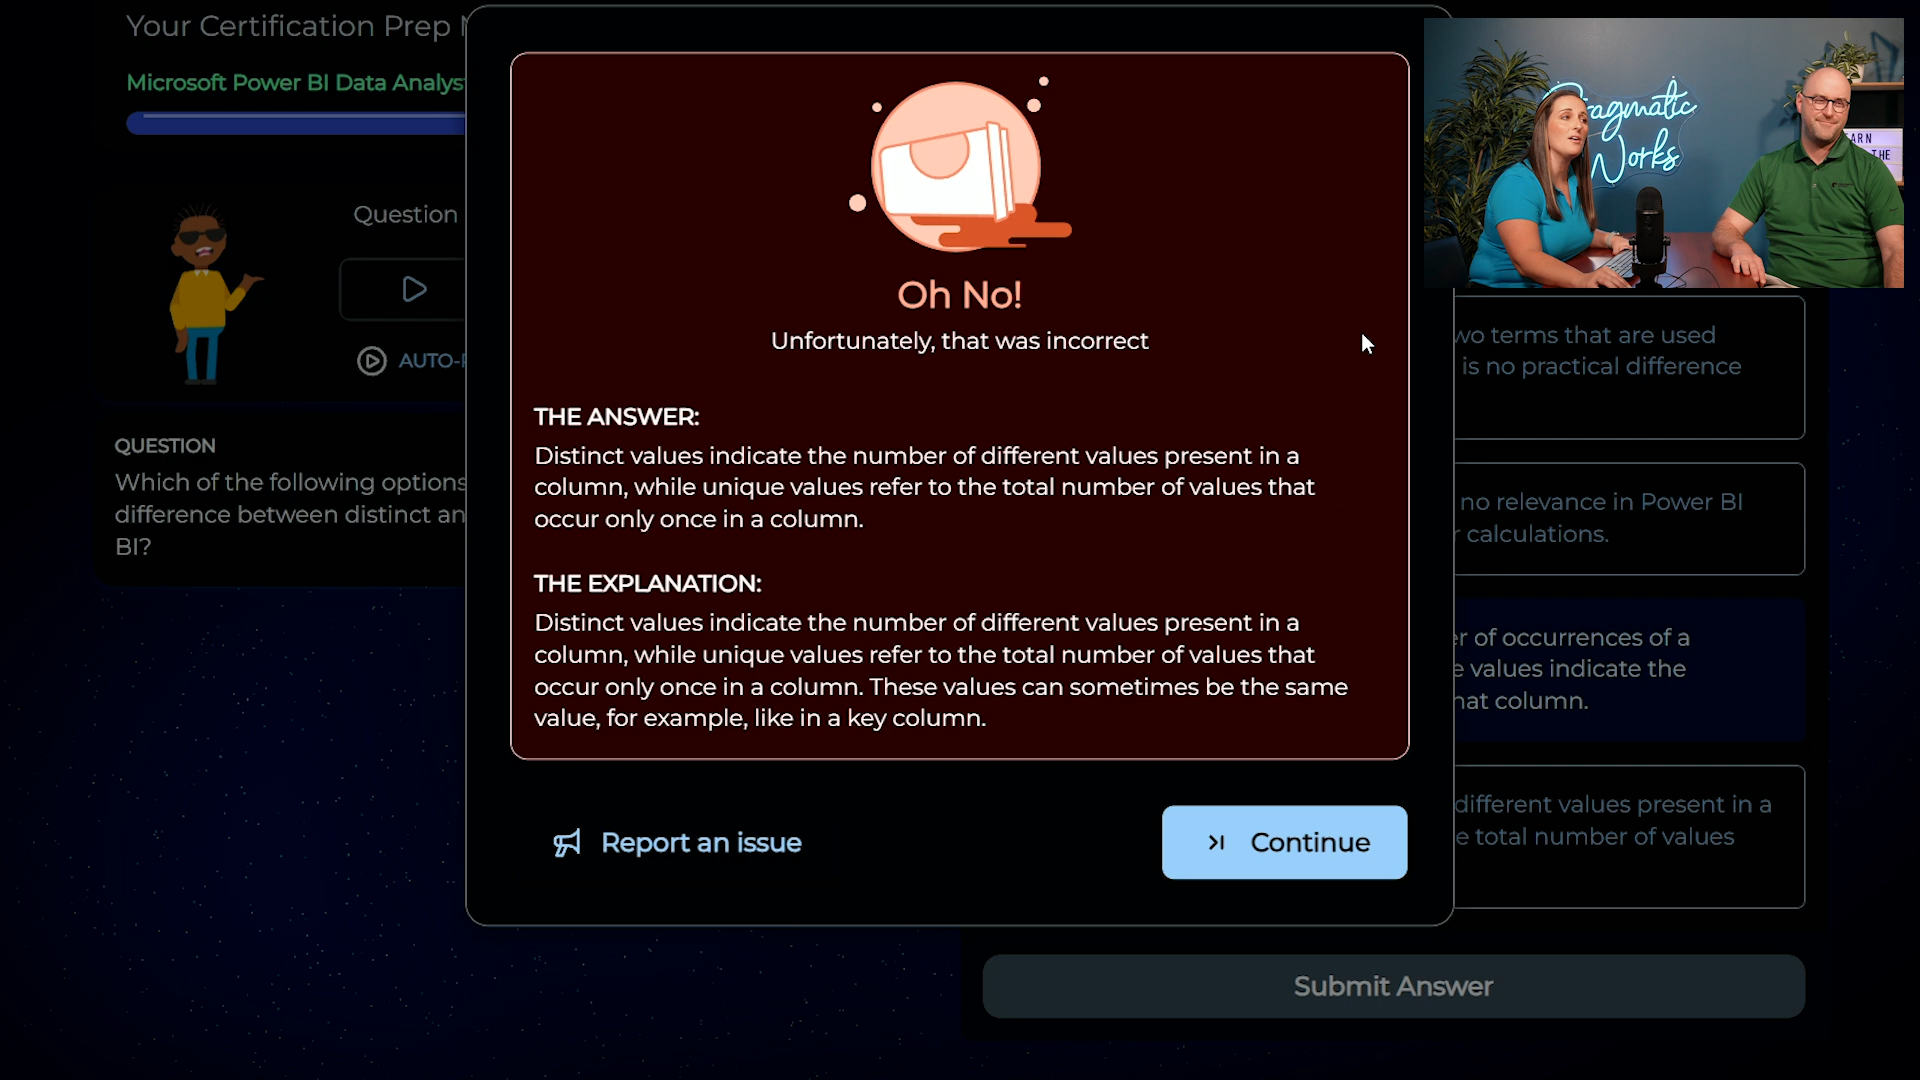 Your Certification Prep
Microsoft Power BI Data Analys
Question
AUTO-
QUESTION
Which of the following options
difference between distinct an
BI?
Oh No!
Unfortunately, that was incorrect
THE ANSWER:
Distinct values indicate the number of different values present in a
column, while unique values refer to the total number of values that
occur only once in a column.
THE EXPLANATION:
Distinct values indicate the number of different values present in a
column, while unique values refer to the total number of values that
occur only once in a column. These values can sometimes be the same
value, for example, like in a key column.
Report an issue
Continue
Pragmatic
Works
ARN
THE
wo terms that are used
is no practical difference
no relevance in Power BI
calculations.
r of occurrences of a
e values indicate the
hat column.
different values present in a
e total number of values
Submit Answer